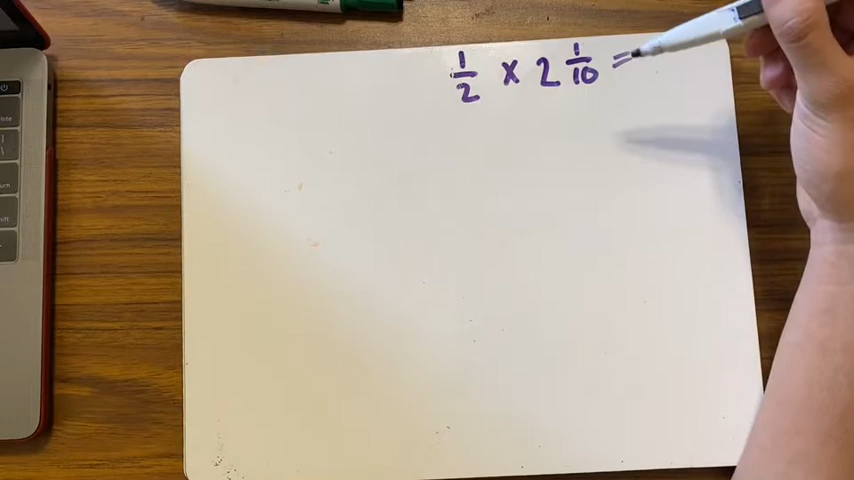 1/2 x 2 1/10 =